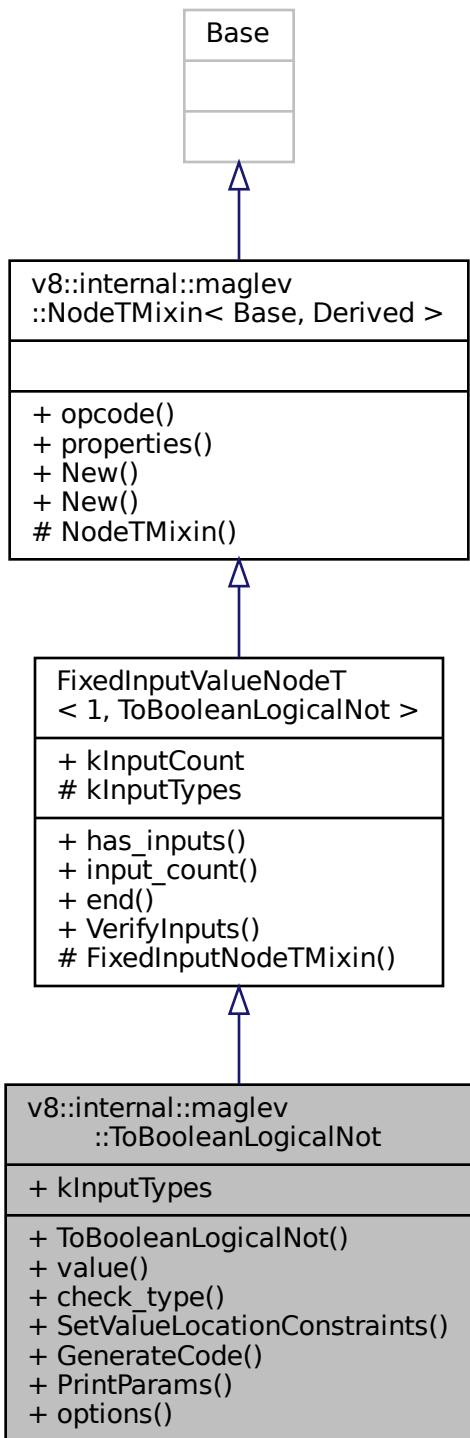 Base
v8::internal::maglev
::NodeTMixin< Base, Derived >
+ opcode()
+ properties()
+ New()
+ New()
# NodeTMixin()
FixedInputValueNodeT
< 1, ToBooleanLogicalNot >
+ kInputCount
# kInputTypes
+ has_inputs()
+ input_count()
+ end()
+ VerifyInputs()
# FixedInputNodeTMixin()
v8::internal::maglev
::ToBooleanLogicalNot
+ kInputTypes
+ ToBooleanLogicalNot()
+ value()
+ check_type()
+ SetValueLocationConstraints()
+ GenerateCode()
+ PrintParams()
+ options()